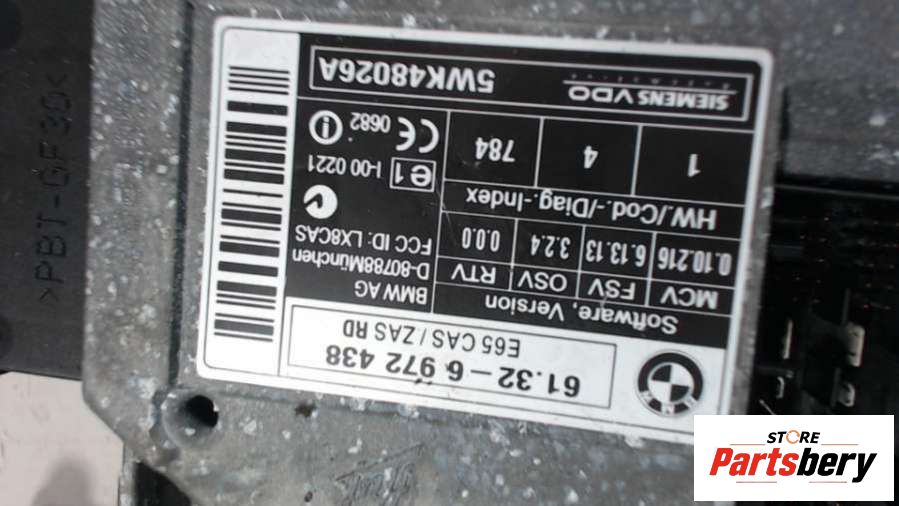 61.32 – 6 972 438
E65 CAS / ZAS RD
BMW AG
D-80788München
FCC ID: LX8CAS
e1 I-00 0221
CE 0682
Software, Version
MCV FSV OSV RTV
0.10.216 6.13.13 3.2.4 0.0.0
HW./Cod.-/Diag.-Index
1 4 784
SIEMENS VDO
Automotive
5WK48026A
>PBT-GF30<
STORE
Partsbery